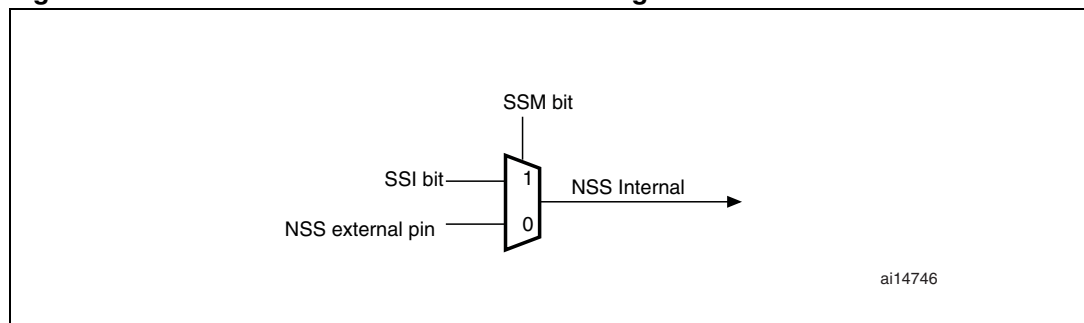 SSM bit
SSI bit
1
NSS Internal
NSS external pin
0
ai14746